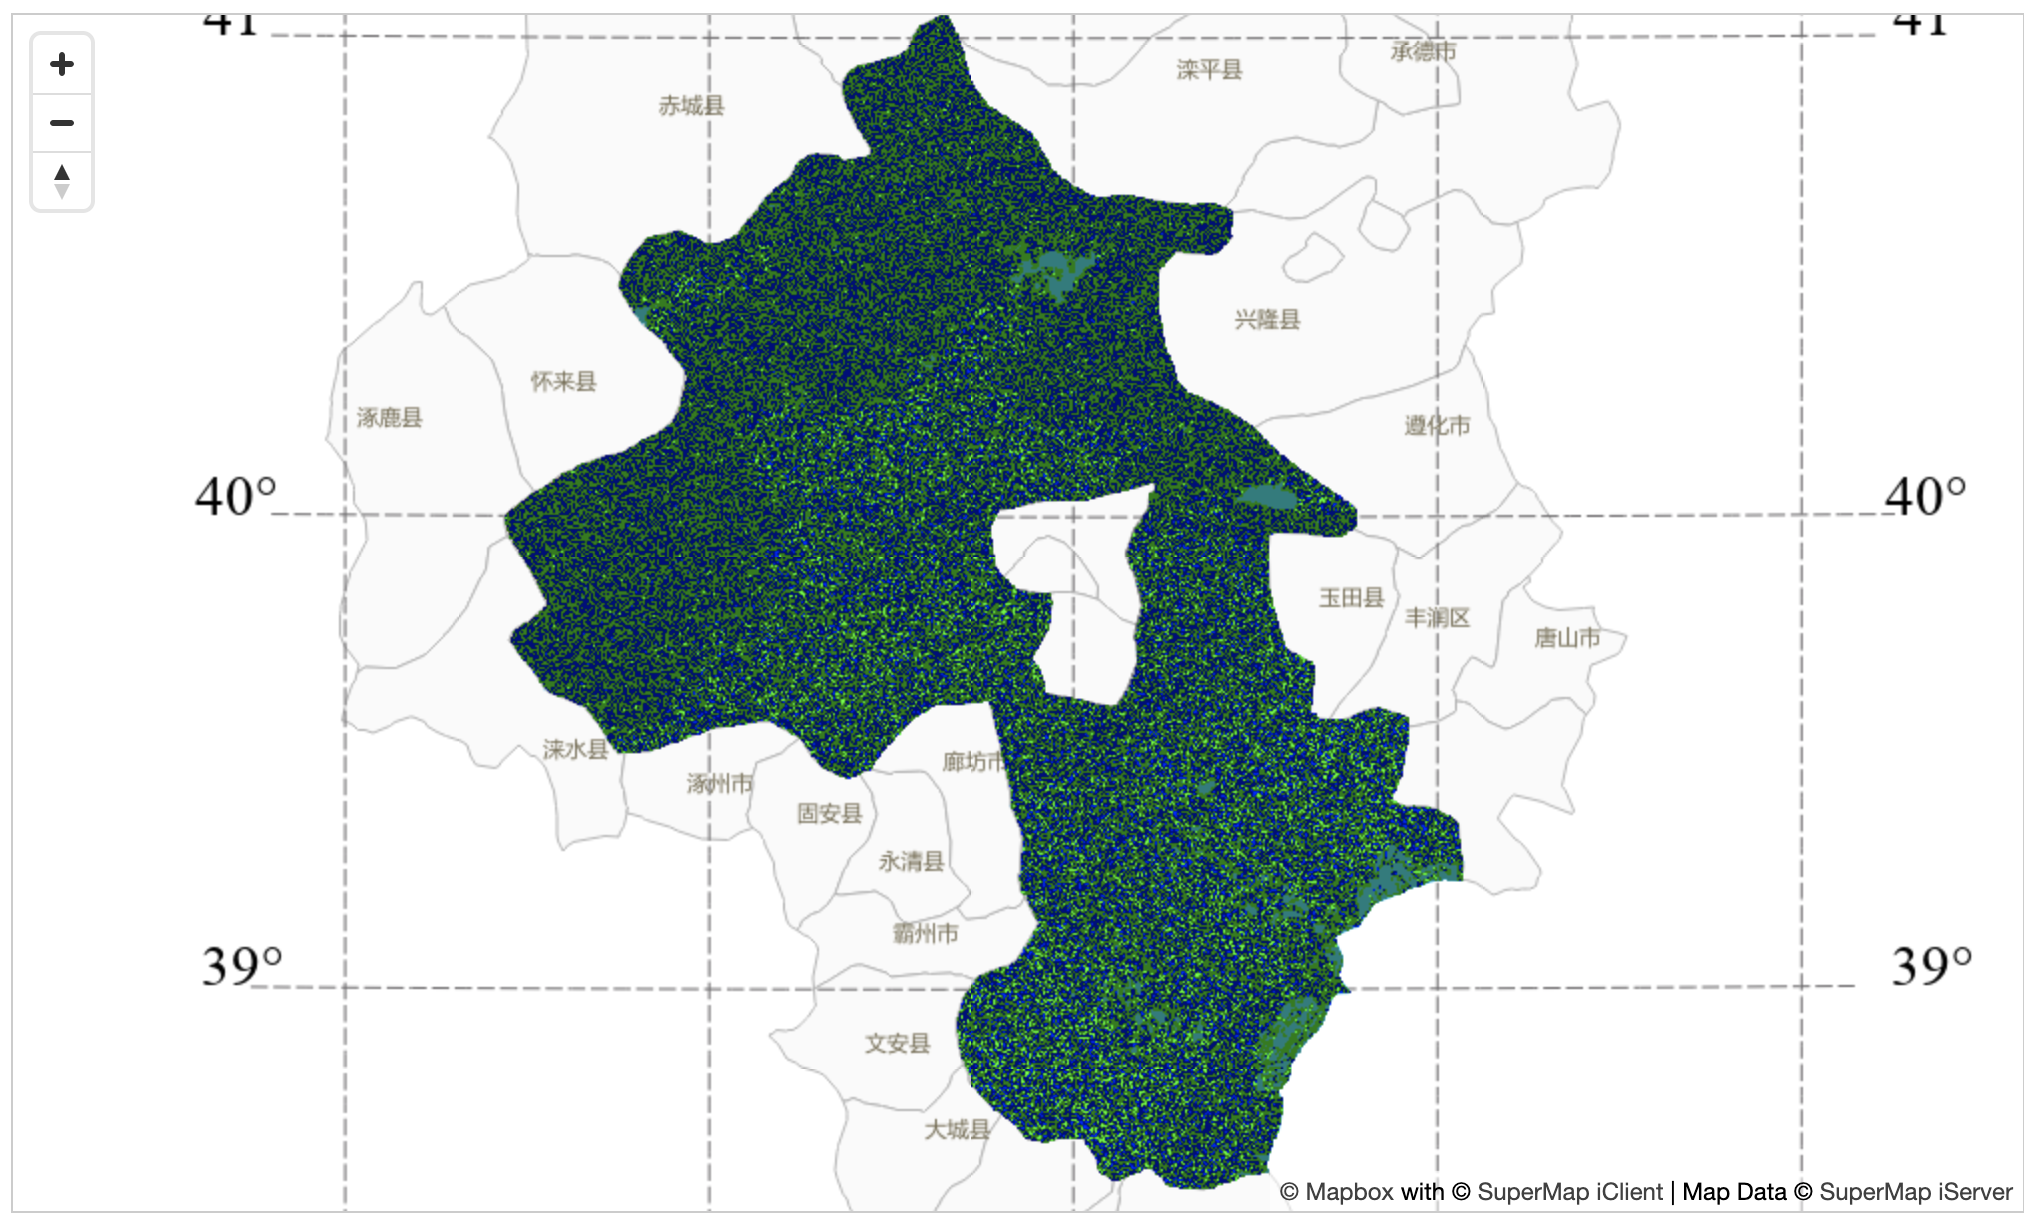 41
41
承德市
滦平县
赤城县
兴隆县
怀来县
涿鹿县
遵化市
40°
40°
玉田县
丰润区
唐山市
涞水县
廊坊市
涿州市
固安县
永清县
霸州市
39°
39°
文安县
大城县
© Mapbox with © SuperMap iClient | Map Data © SuperMap iServer